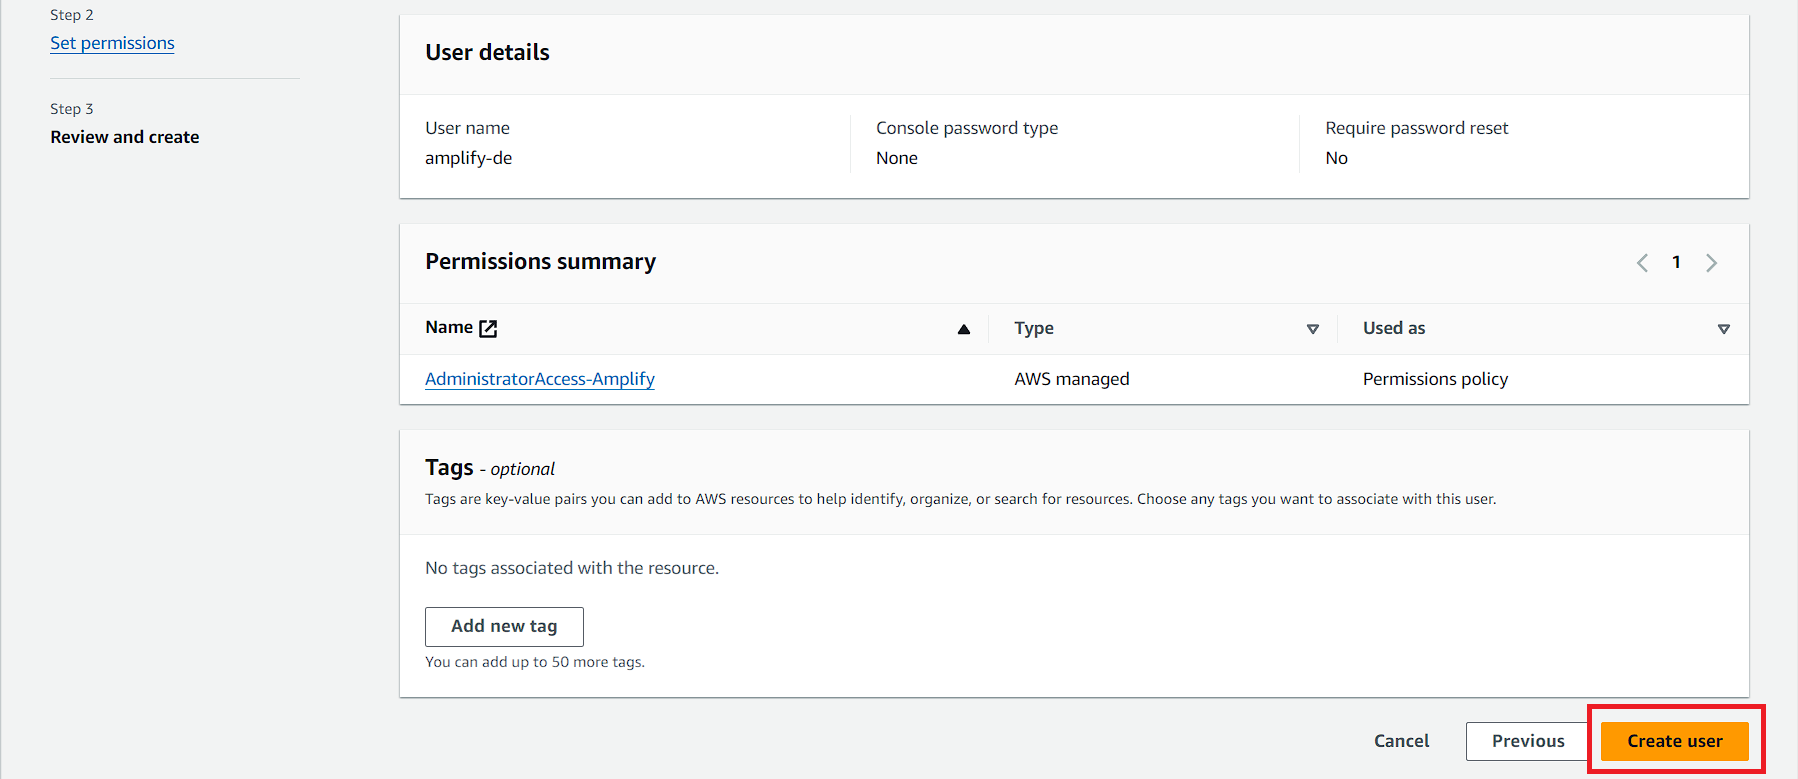 Step 2
Set permissions
Step 3
Review and create
User details
User name
amplify-de
Console password type
None
Require password reset
No
Permissions summary
1
Name Type Used as
AdministratorAccess-Amplify AWS managed Permissions policy
Tags - optional
Tags are key-value pairs you can add to AWS resources to help identify, organize, or search for resources. Choose any tags you want to associate with this user.
No tags associated with the resource.
Add new tag
You can add up to 50 more tags.
Cancel Previous Create user